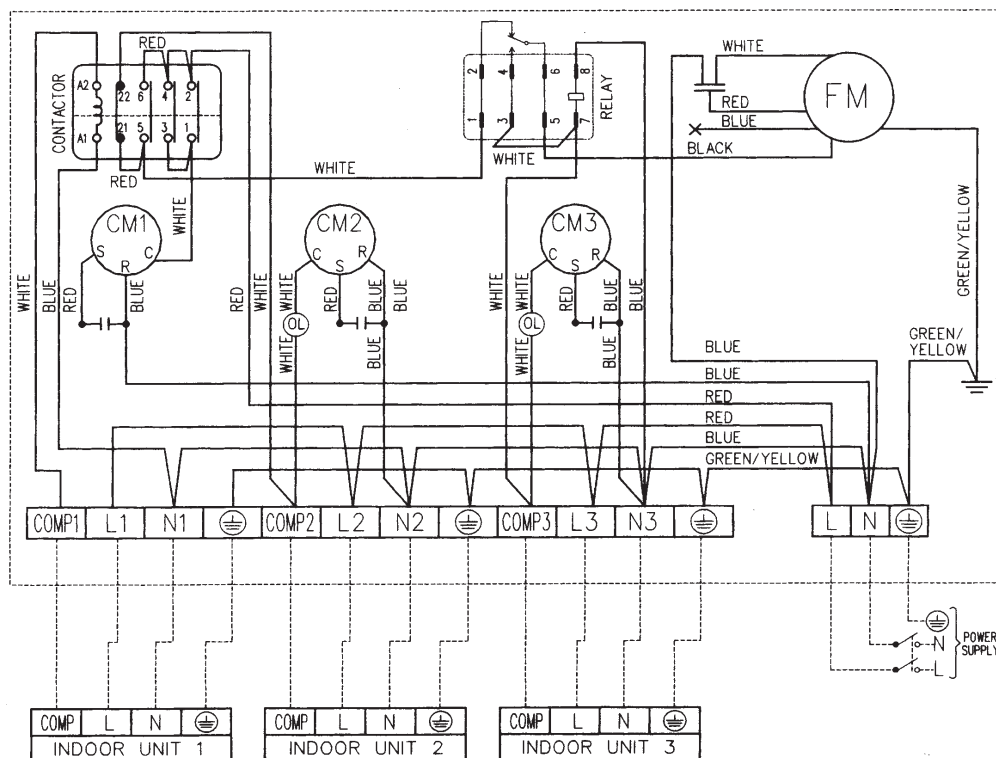 CONTACTOR
RED
A2
22
6
4
2
A1
21
5
3
1
RED
WHITE
WHITE
2
4
6
8
1
3
5
7
RELAY
WHITE
WHITE
RED
BLUE
BLACK
FM
GREEN/YELLOW
GREEN/
YELLOW
CM1
S
R
C
CM2
C
S
R
CM3
C
S
R
WHITE
BLUE
RED
BLUE
RED
WHITE
WHITE
OL
WHITE
RED
BLUE
BLUE
BLUE
WHITE
OL
WHITE
RED
BLUE
BLUE
BLUE
BLUE
BLUE
RED
RED
BLUE
GREEN/YELLOW
COMP1 L1 N1 COMP2 L2 N2 COMP3 L3 N3
L N
N
L
POWER
SUPPLY
COMP L N
INDOOR UNIT 1
COMP L N
INDOOR UNIT 2
COMP L N
INDOOR UNIT 3